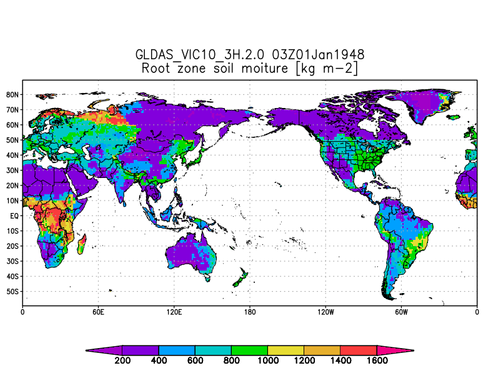 GLDAS_VIC10_3H.2.0 03Z01Jan1948
Root zone soil moiture [kg m-2]
80N
70N
60N
50N
40N
30N
20N
10N
EQ
10S
20S
30S
40S
50S
0 60E 120E 180 120W 60W 0
200 400 600 800 1000 1200 1400 1600